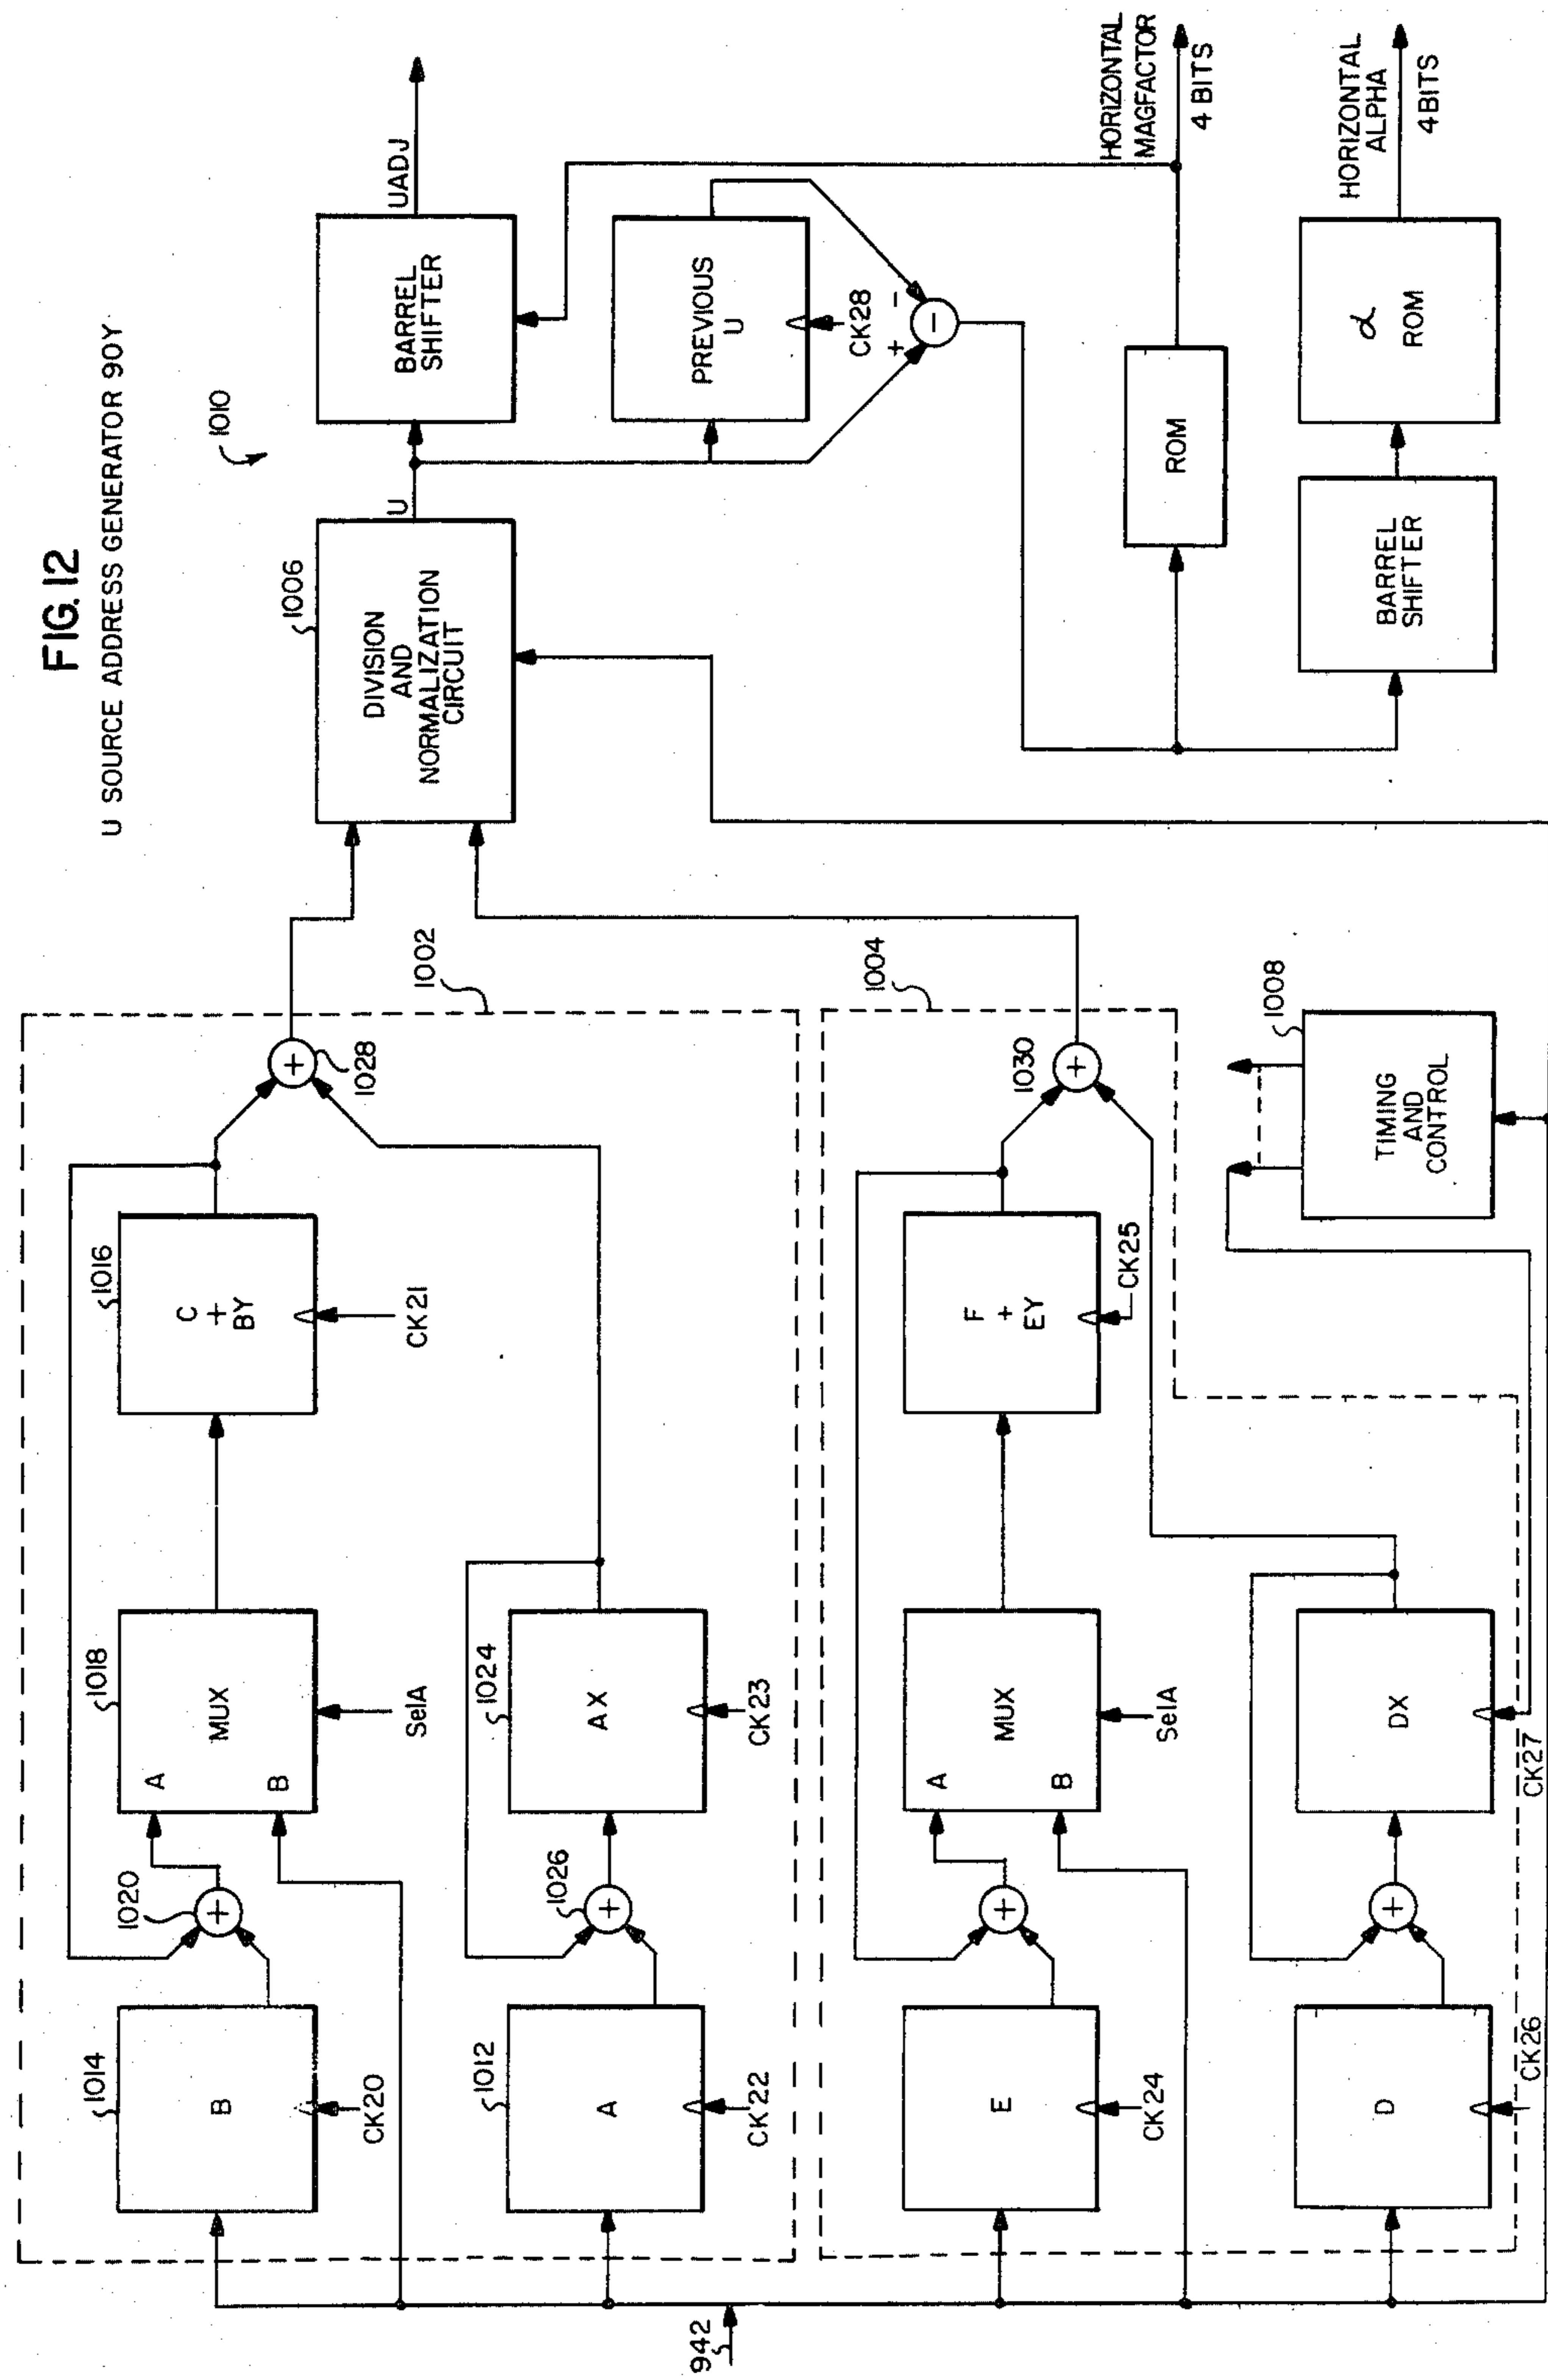 FIG. 12
U SOURCE ADDRESS GENERATOR 90Y
1010
1002
1014
B
CK20
1020
1018
A
B
MUX
SelA
1016
C
+
BY
CK21
+
1028
1012
A
CK22
1026
+
1024
AX
CK23
1004
E
CK24
+
A
B
MUX
SelA
F
+
EY
CK25
1030
+
D
CK26
+
DX
CK27
1008
TIMING
AND
CONTROL
942
1006
DIVISION
AND
NORMALIZATION
CIRCUIT
U
BARREL
SHIFTER
UADJ
PREVIOUS
U
CK28
+
-
-
ROM
HORIZONTAL
MAGFACTOR
4 BITS
BARREL
SHIFTER
α
ROM
HORIZONTAL
ALPHA
4 BITS
+